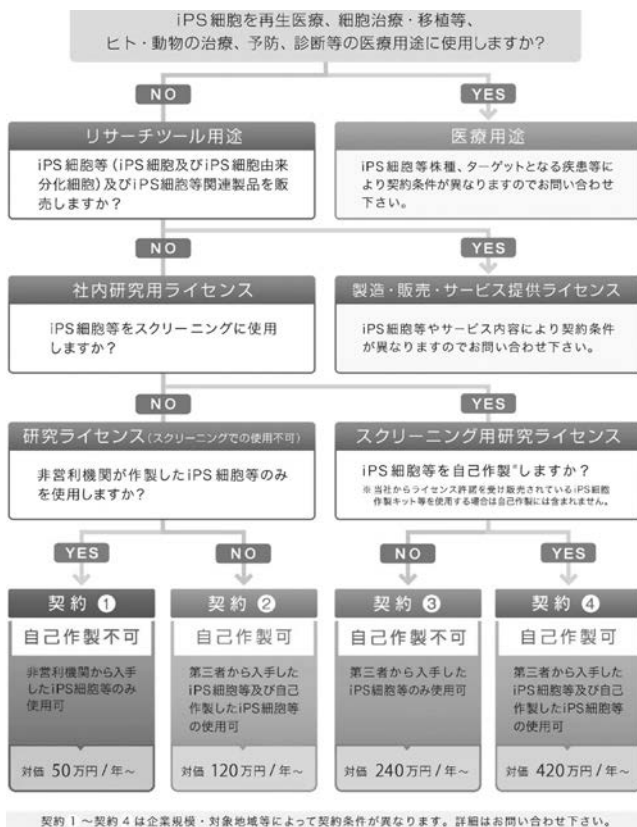 iPS細胞を再生医療、細胞治療・移植等、
ヒト・動物の治療、予防、診断等の医療用途に使用しますか?
NO
YES
リサーチツール用途
iPS細胞等(iPS細胞及びiPS細胞由来
分化細胞)及びiPS細胞等関連製品を販
売しますか?
医療用途
iPS細胞等株種、ターゲットとなる疾患等に
より契約条件が異なりますのでお問い合わせ
下さい。
NO
YES
社内研究用ライセンス
iPS細胞等をスクリーニングに使用
しますか?
製造・販売・サービス提供ライセンス
iPS細胞等やサービス内容により契約条件
が異なりますのでお問い合わせ下さい。
NO
YES
研究ライセンス(スクリーニングでの使用不可)
非営利機関が作製したiPS細胞等のみ
を使用しますか?
スクリーニング用研究ライセンス
iPS細胞等を自己作製※しますか?
※当社からライセンス許諾を受け販売されているiPS細胞
作製キット等を使用する場合は自己作製には含まれません。
YES
NO
NO
YES
契約 ①
自己作製不可
非営利機関から入手
したiPS細胞等のみ
使用可
対価 50万円/年~
契約 ②
自己作製可
第三者から入手した
iPS細胞等及び自己
作製したiPS細胞等
の使用可
対価 120万円/年~
契約 ③
自己作製不可
第三者から入手した
iPS細胞等のみ使用可
対価 240万円/年~
契約 ④
自己作製可
第三者から入手した
iPS細胞等及び自己
作製したiPS細胞等
の使用可
対価 420万円/年~
契約 1 ~契約 4 は企業規模・対象地域等によって契約条件が異なります。詳細はお問い合わせ下さい。